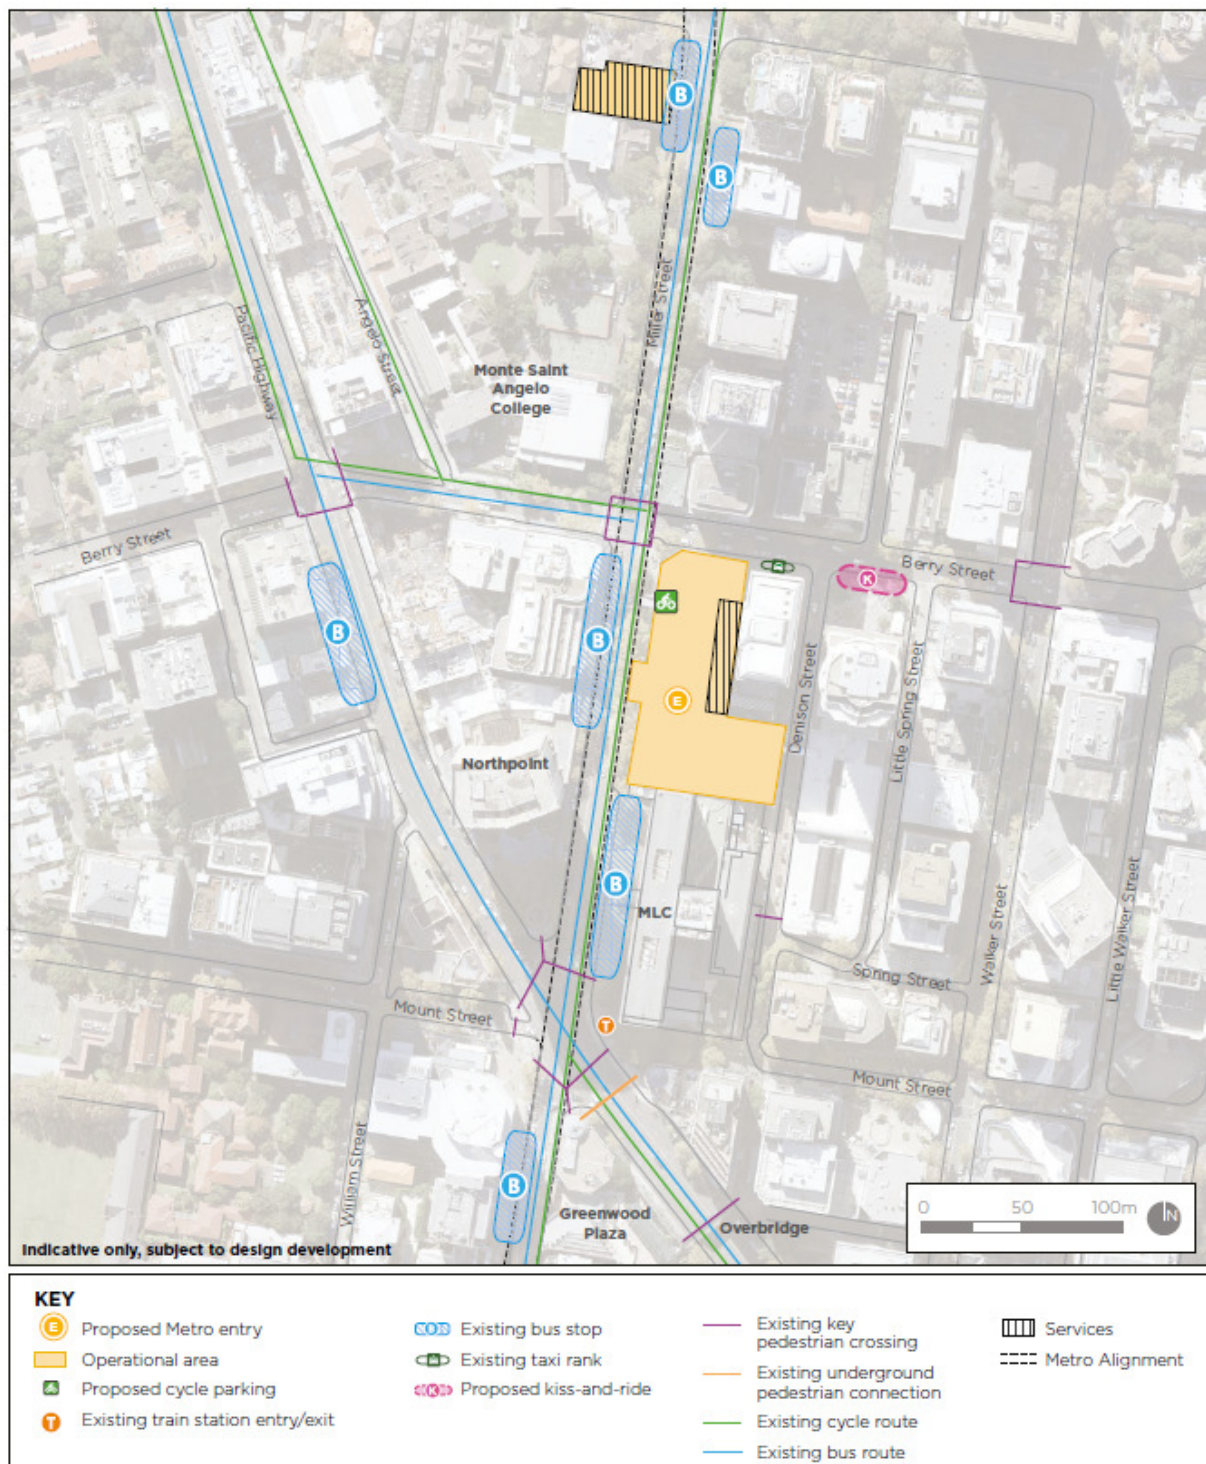 B
B
Miller Street
Pacific Highway
Angelo Street
Monte Saint
Angelo
College
Berry Street
Berry Street
K
B
B
E
Denison Street
Little Spring Street
Northpoint
B
MLC
Walker Street
Little Walker Street
Spring Street
Mount Street
T
Mount Street
William Street
B
Greenwood
Plaza
Overbridge
0 50 100m
N
Indicative only, subject to design development
KEY
E Proposed Metro entry
Operational area
Proposed cycle parking
T Existing train station entry/exit
Existing bus stop
Existing taxi rank
K Proposed kiss-and-ride
Existing key
pedestrian crossing
Existing underground
pedestrian connection
Existing cycle route
Existing bus route
Services
Metro Alignment